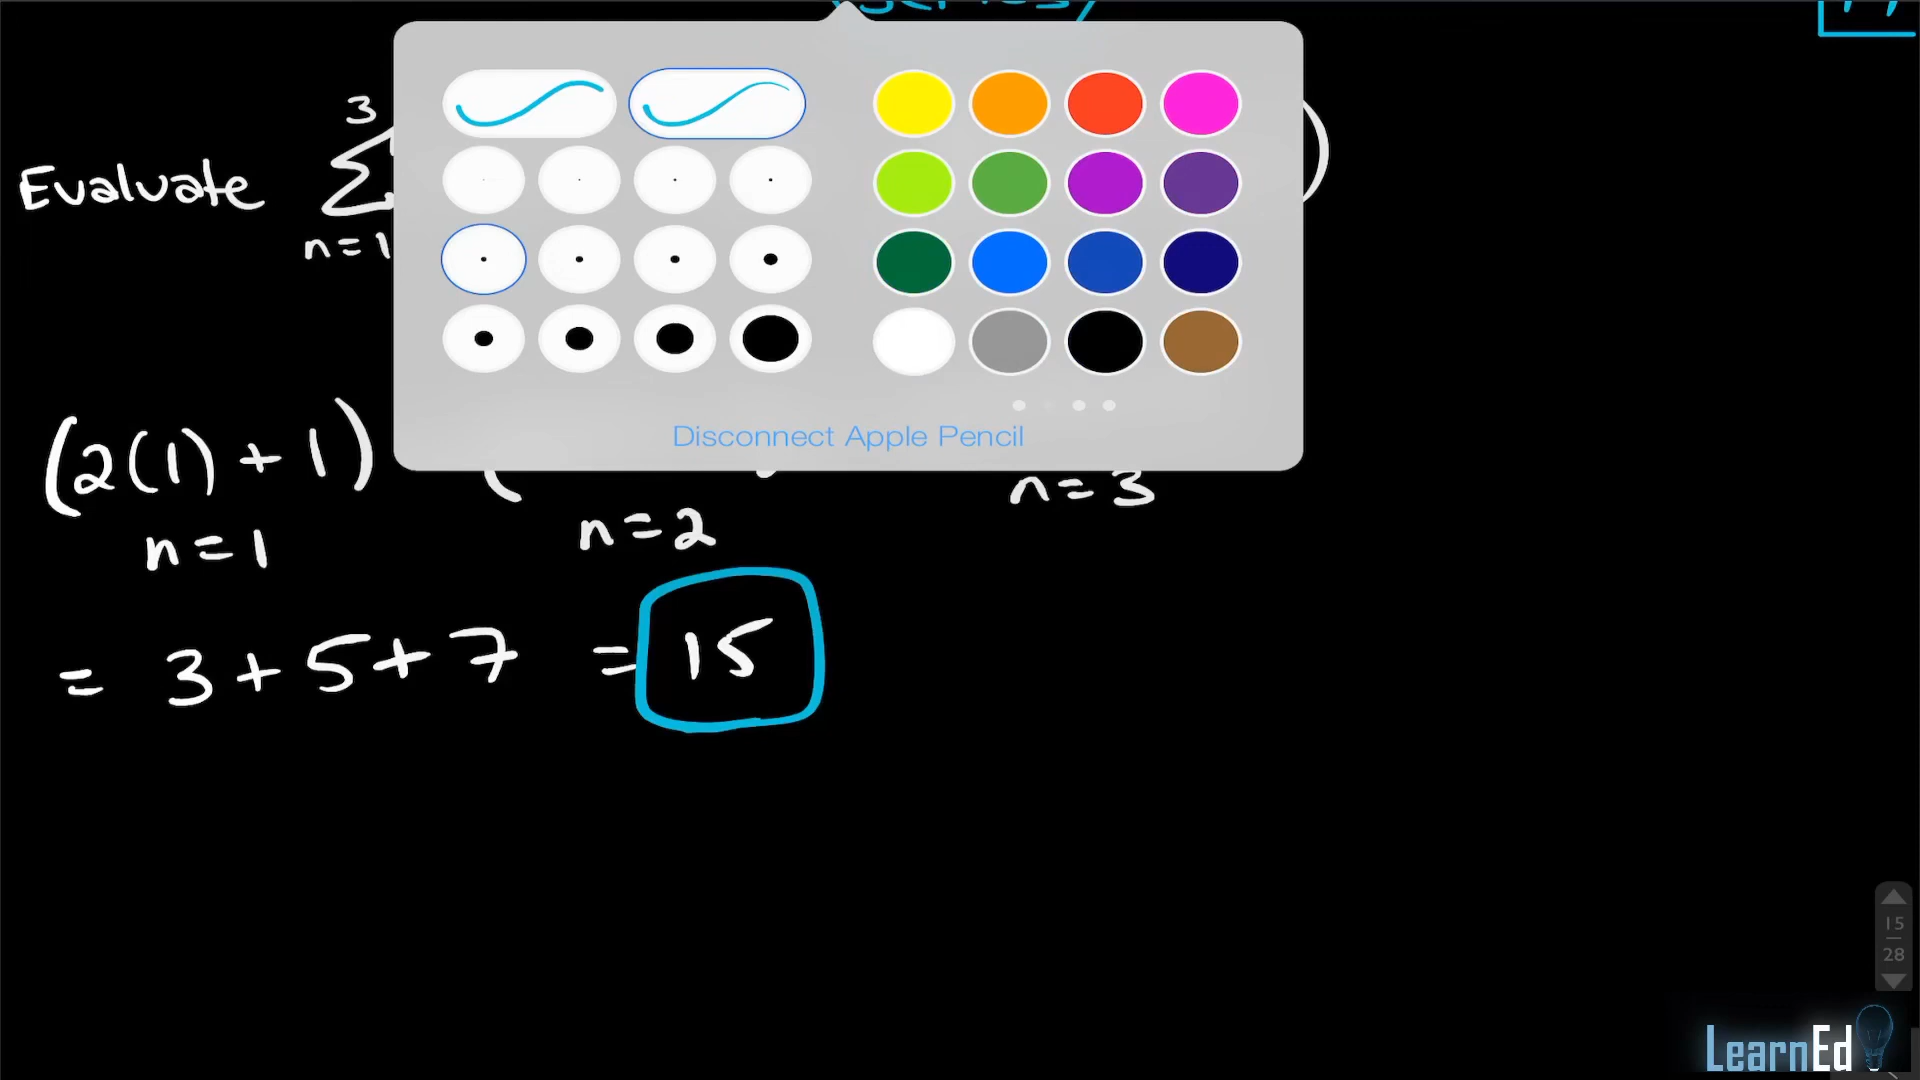 Evaluate 3 Σ n=1 )
Disconnect Apple Pencil
(2(1) + 1)
n=1 n=2 n=3
= 3+5+7 = 15
15
28
LearnEd